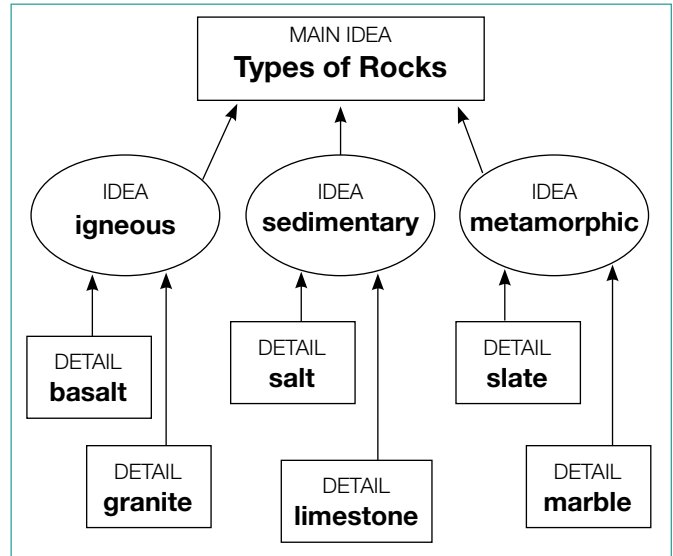 MAIN IDEA
Types of Rocks
IDEA
igneous
IDEA
sedimentary
IDEA
metamorphic
DETAIL
basalt
DETAIL
salt
DETAIL
slate
DETAIL
granite
DETAIL
limestone
DETAIL
marble